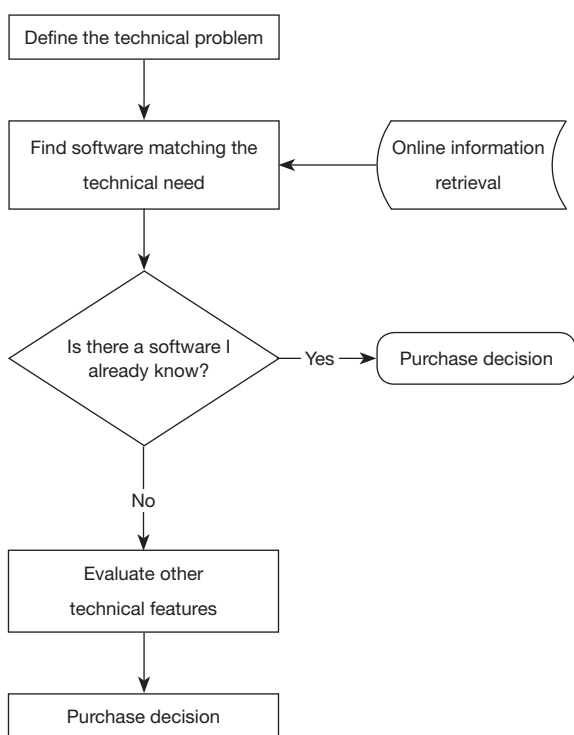 Define the technical problem
Find software matching the
technical need
Online information
retrieval
Is there a software I
already know?
Yes
Purchase decision
No
Evaluate other
technical features
Purchase decision